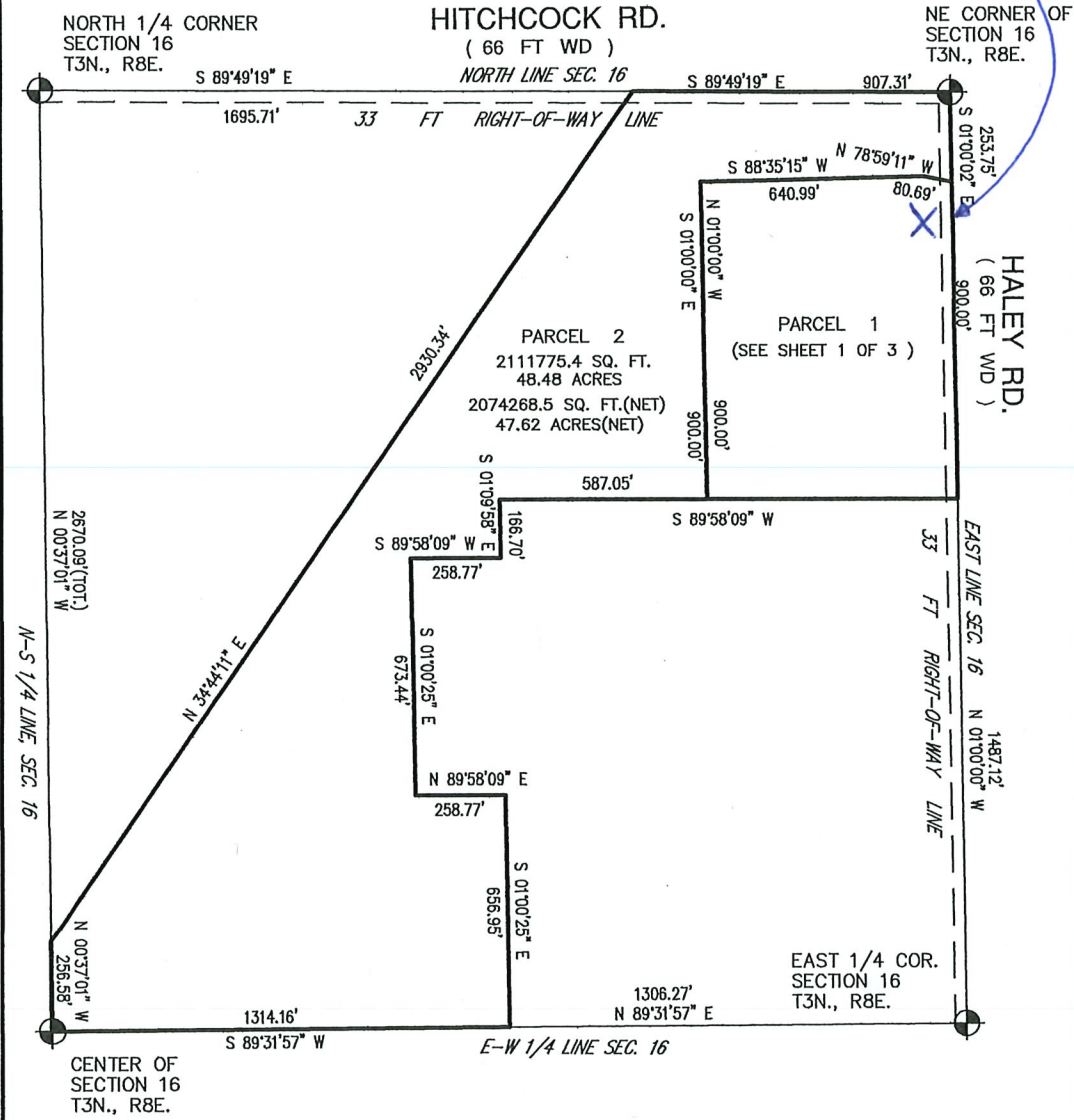 HITCHCOCK RD.
( 66 FT WD )
NORTH LINE SEC. 16
NORTH 1/4 CORNER
SECTION 16
T3N., R8E.
NE CORNER OF
SECTION 16
T3N., R8E.
S 89°49'19" E
1695.71'
33 FT RIGHT-OF-WAY LINE
S 89°49'19" E 907.31'
253.75'
S 01°00'02" E
S 88°35'15" W
640.99'
N 78°59'11" W
80.69'
X
HALEY RD.
( 66 FT WD )
900.00'
N 01°00'00" W
900.00'
S 01°00'00" E
900.00'
PARCEL 1
(SEE SHEET 1 OF 3 )
PARCEL 2
2111775.4 SQ. FT.
48.48 ACRES
2074268.5 SQ. FT.(NET)
47.62 ACRES(NET)
2930.34'
N 34°44'11" E
587.05'
S 89°58'09" W
S 01°09'58" E
166.70'
S 89°58'09" W
258.77'
S 01°00'25" E
673.44'
N 89°58'09" E
258.77'
S 01°00'25" E
656.95'
2670.09'(TOT.)
N 00°37'01" W
N-S 1/4 LINE, SEC. 16
N 00°37'01" W
256.58'
EAST LINE SEC. 16 N 01°00'00" W
1487.12'
33 FT RIGHT-OF-WAY LINE
EAST 1/4 COR.
SECTION 16
T3N., R8E.
1314.16'
S 89°31'57" W
1306.27'
N 89°31'57" E
E-W 1/4 LINE SEC. 16
CENTER OF
SECTION 16
T3N., R8E.